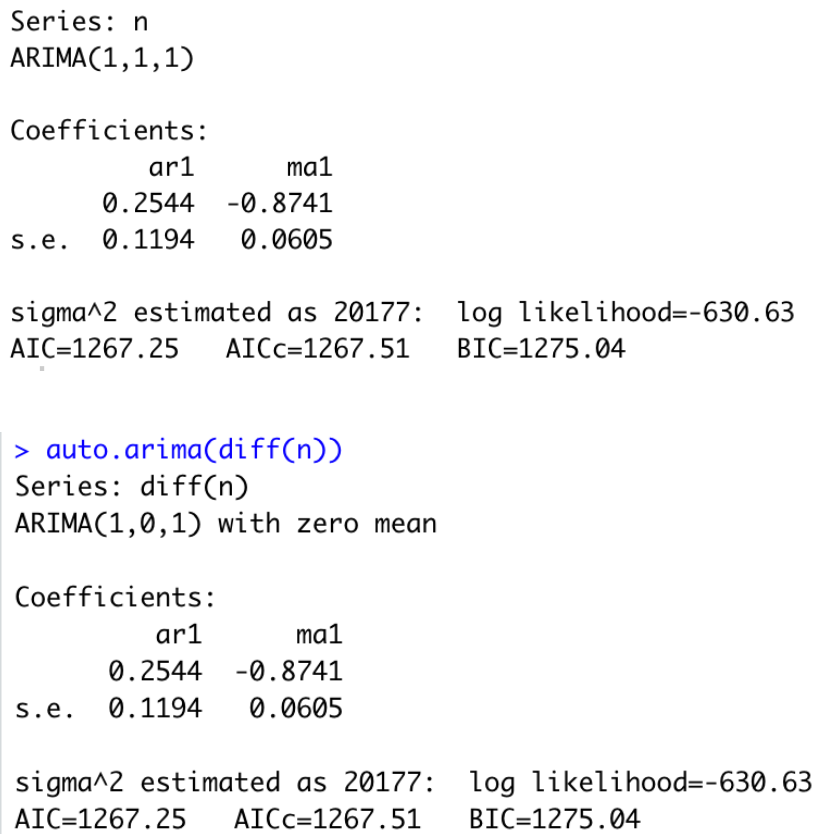 Series: n
ARIMA(1,1,1)
Coefficients:
ar1 ma1
0.2544 -0.8741
s.e. 0.1194 0.0605
sigma^2 estimated as 20177: log likelihood=-630.63
AIC=1267.25 AICc=1267.51 BIC=1275.04
> auto.arima(diff(n))
Series: diff(n)
ARIMA(1,0,1) with zero mean
Coefficients:
ar1 ma1
0.2544 -0.8741
s.e. 0.1194 0.0605
sigma^2 estimated as 20177: log likelihood=-630.63
AIC=1267.25 AICc=1267.51 BIC=1275.04